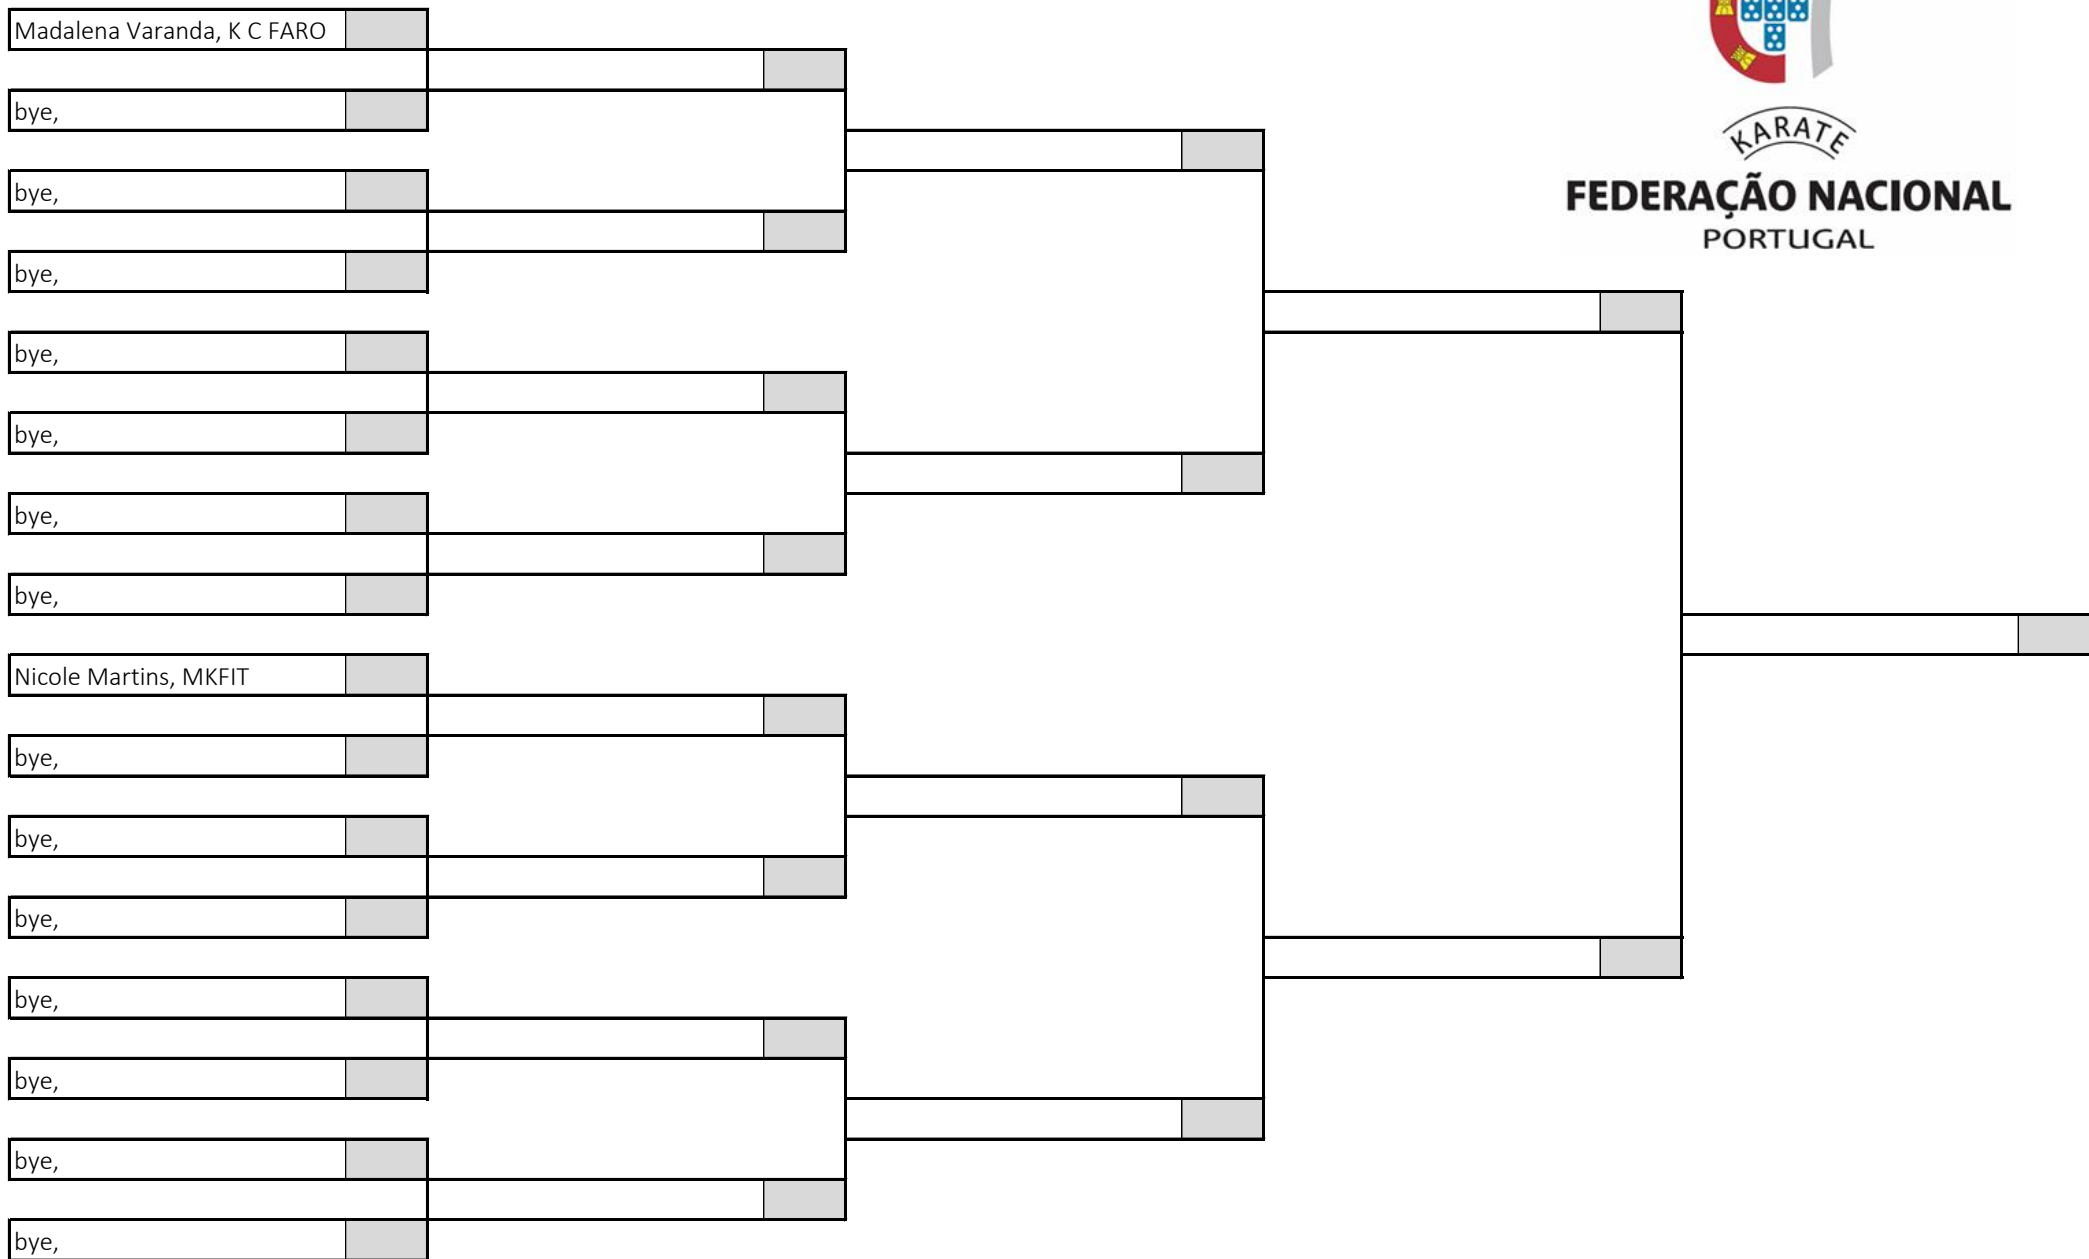 Madalena Varanda, K C FARO
bye,
bye,
bye,
bye,
bye,
bye,
bye,
Nicole Martins, MKFIT
bye,
bye,
bye,
bye,
bye,
bye,
bye,
KARATE
FEDERAÇÃO NACIONAL
PORTUGAL